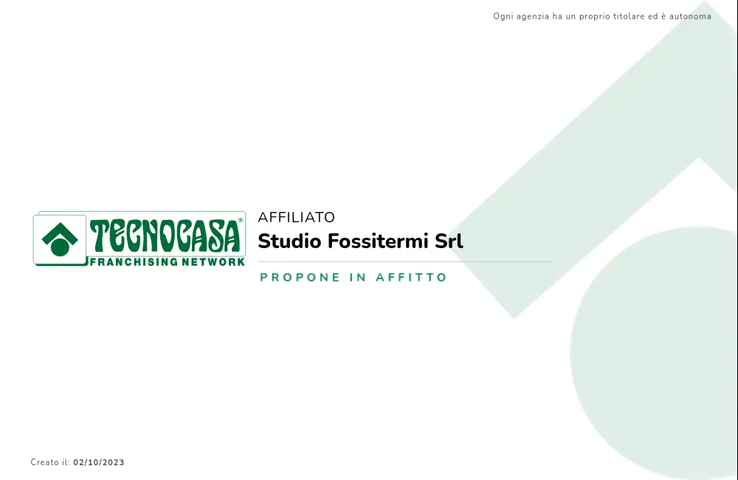 Ogni agenzia ha un proprio titolare ed è autonoma
AFFILIATO
TECNOCASA®
Studio Fossitermi Srl
FRANCHISING NETWORK
PROPONE IN AFFITTO
Creato il: 02/10/2023